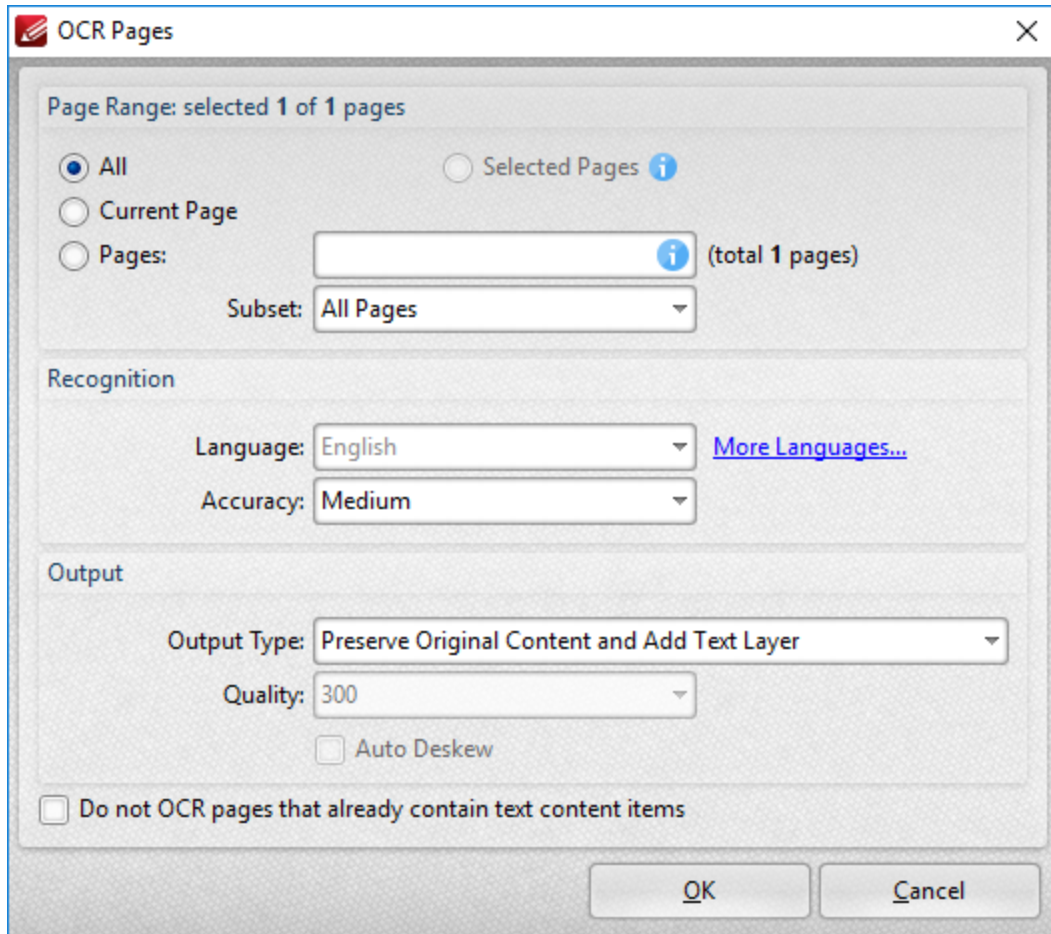 OCR Pages
Page Range: selected 1 of 1 pages
All Selected Pages
Current Page
Pages: (total 1 pages)
Subset: All Pages
Recognition
Language: English More Languages...
Accuracy: Medium
Output
Output Type: Preserve Original Content and Add Text Layer
Quality: 300
Auto Deskew
Do not OCR pages that already contain text content items
OK Cancel